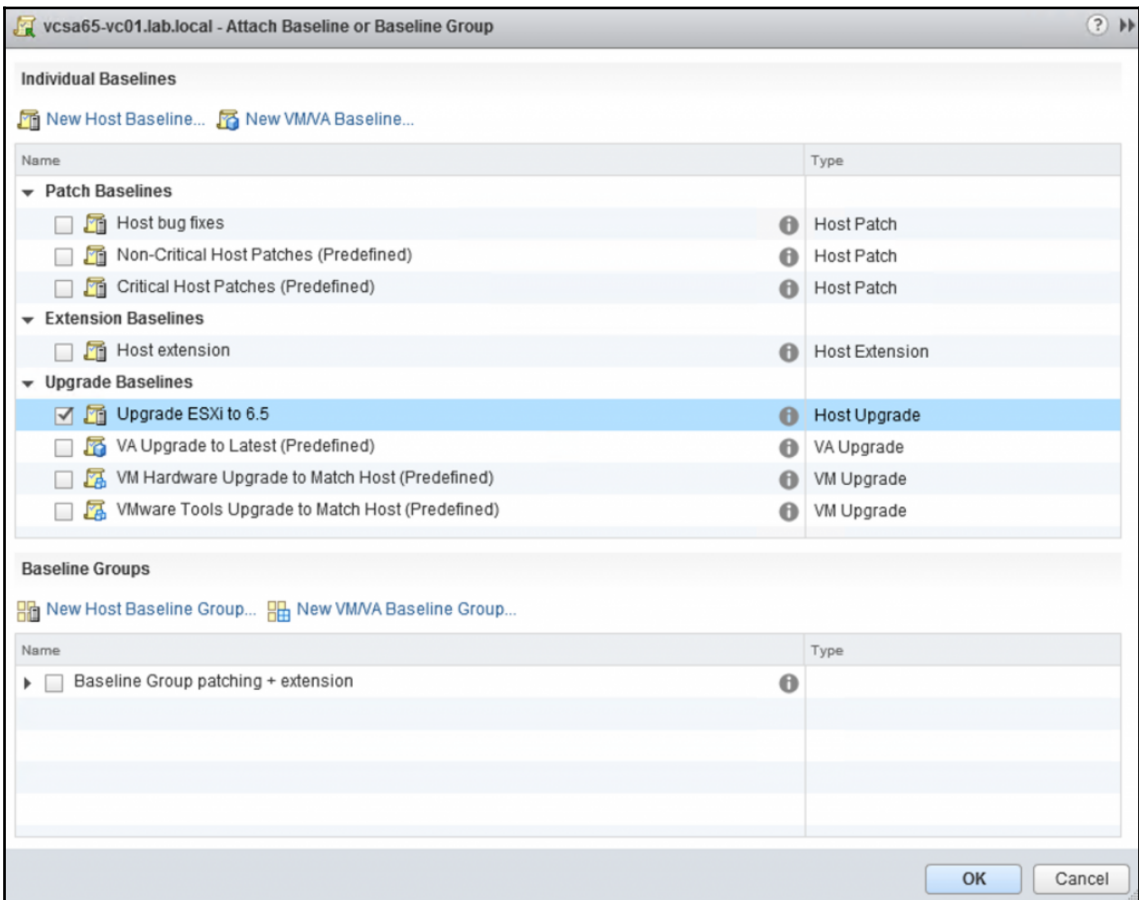 vcsa65-vc01.lab.local - Attach Baseline or Baseline Group
Individual Baselines
New Host Baseline... New VM/VA Baseline...
Name Type
Patch Baselines
Host bug fixes Host Patch
Non-Critical Host Patches (Predefined) Host Patch
Critical Host Patches (Predefined) Host Patch
Extension Baselines
Host extension Host Extension
Upgrade Baselines
Upgrade ESXi to 6.5 Host Upgrade
VA Upgrade to Latest (Predefined) VA Upgrade
VM Hardware Upgrade to Match Host (Predefined) VM Upgrade
VMware Tools Upgrade to Match Host (Predefined) VM Upgrade
Baseline Groups
New Host Baseline Group... New VM/VA Baseline Group...
Name Type
Baseline Group patching + extension
OK Cancel